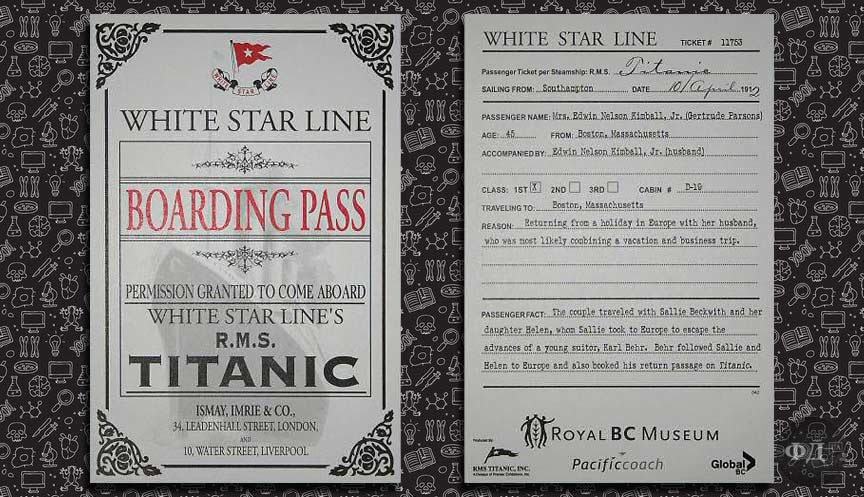 WHITE STAR LINE
WHITE STAR LINE
BOARDING PASS
PERMISSION GRANTED TO COME ABOARD
WHITE STAR LINE'S
R.M.S.
TITANIC
ISMAY, IMRIE & CO.,
34, LEADENHALL STREET, LONDON,
AND
10, WATER STREET, LIVERPOOL
WHITE STAR LINE TICKET # 11753
Passenger Ticket per Steamship: R.M.S. Titanic
SAILING FROM: Southampton DATE 10/April 1912
PASSENGER NAME: Mrs. Edwin Nelson Kimball, Jr. (Gertrude Parsons)
AGE: 45 FROM: Boston, Massachusetts
ACCOMPANIED BY: Edwin Nelson Kimball, Jr. (husband)
CLASS: 1ST X 2ND 3RD CABIN # D-19
TRAVELING TO: Boston, Massachusetts
REASON: Returning from a holiday in Europe with her husband,
who was most likely combining a vacation and business trip.
PASSENGER FACT: The couple traveled with Sallie Beckwith and her
daughter Helen, whom Sallie took to Europe to escape the
advances of a young suitor, Karl Behr. Behr followed Sallie and
Helen to Europe and also booked his return passage on Titanic.
042
Produced By:
ROYAL BC MUSEUM
RMS TITANIC, INC.
A Division of Premier Exhibitions, Inc.
Pacificcoach
Global BC
ФД